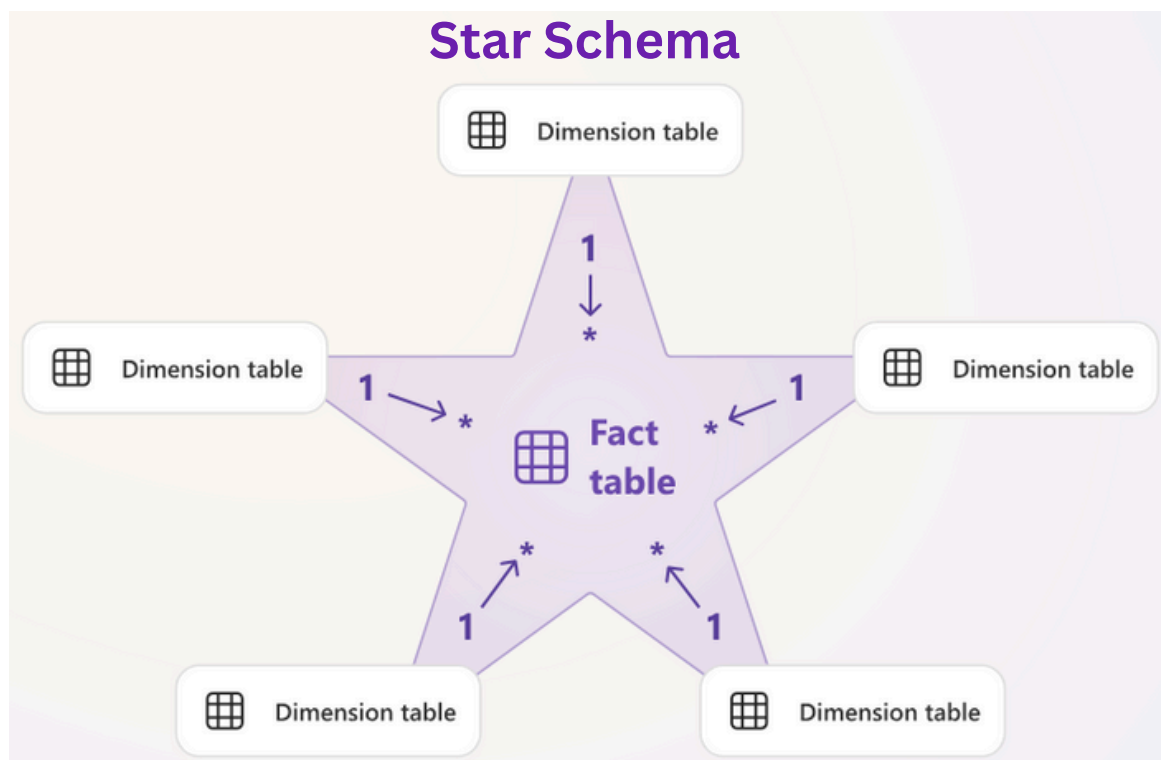 Star Schema
Dimension table
1
*
Dimension table
Dimension table
1
*
1
*
Fact
table
*
*
1
1
Dimension table
Dimension table